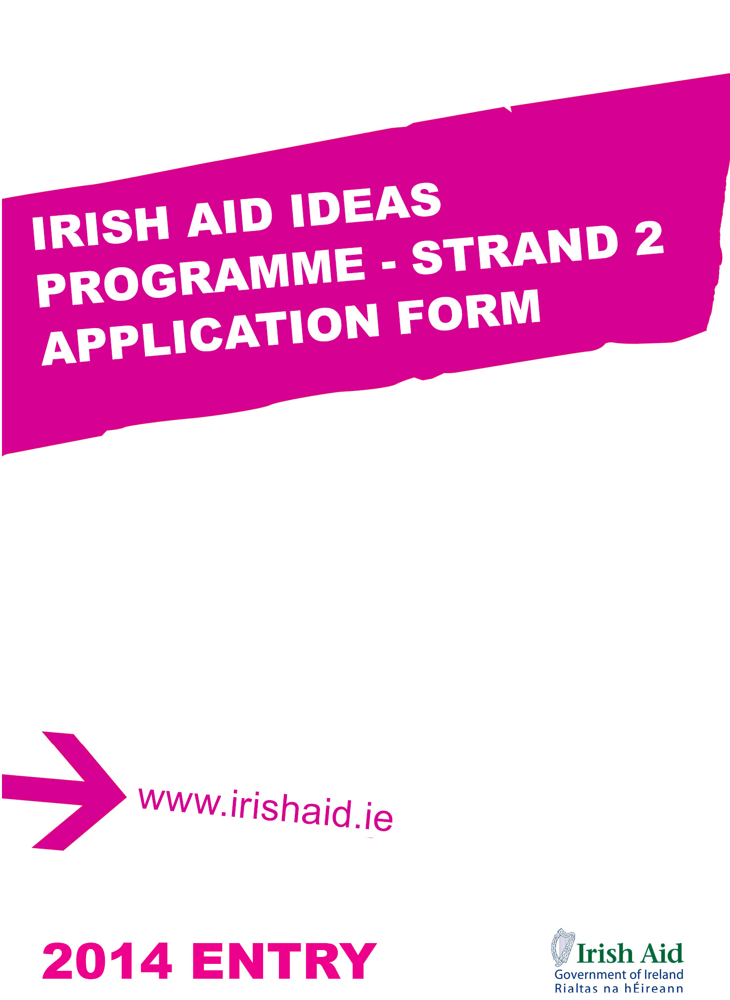 IRISH AID IDEAS
PROGRAMME - STRAND 2
APPLICATION FORM
www.irishaid.ie
2014 ENTRY
Irish Aid
Government of Ireland
Rialtas na hÉireann